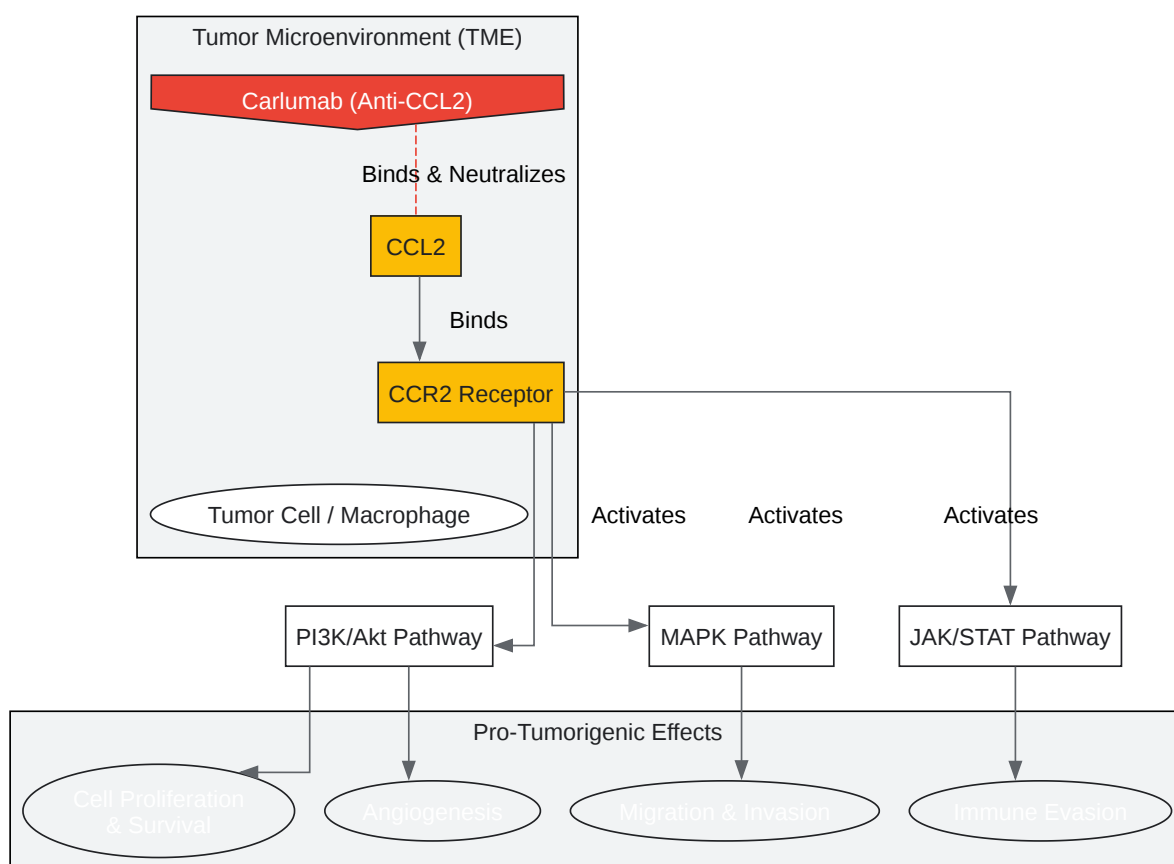 Tumor Microenvironment (TME)
Carlumab (Anti-CCL2)
Binds & Neutralizes
CCL2
Binds
CCR2 Receptor
Tumor Cell / Macrophage
Activates
Activates
Activates
PI3K/Akt Pathway
MAPK Pathway
JAK/STAT Pathway
Pro-Tumorigenic Effects
Cell Proliferation
& Survival
Angiogenesis
Migration & Invasion
Immune Evasion